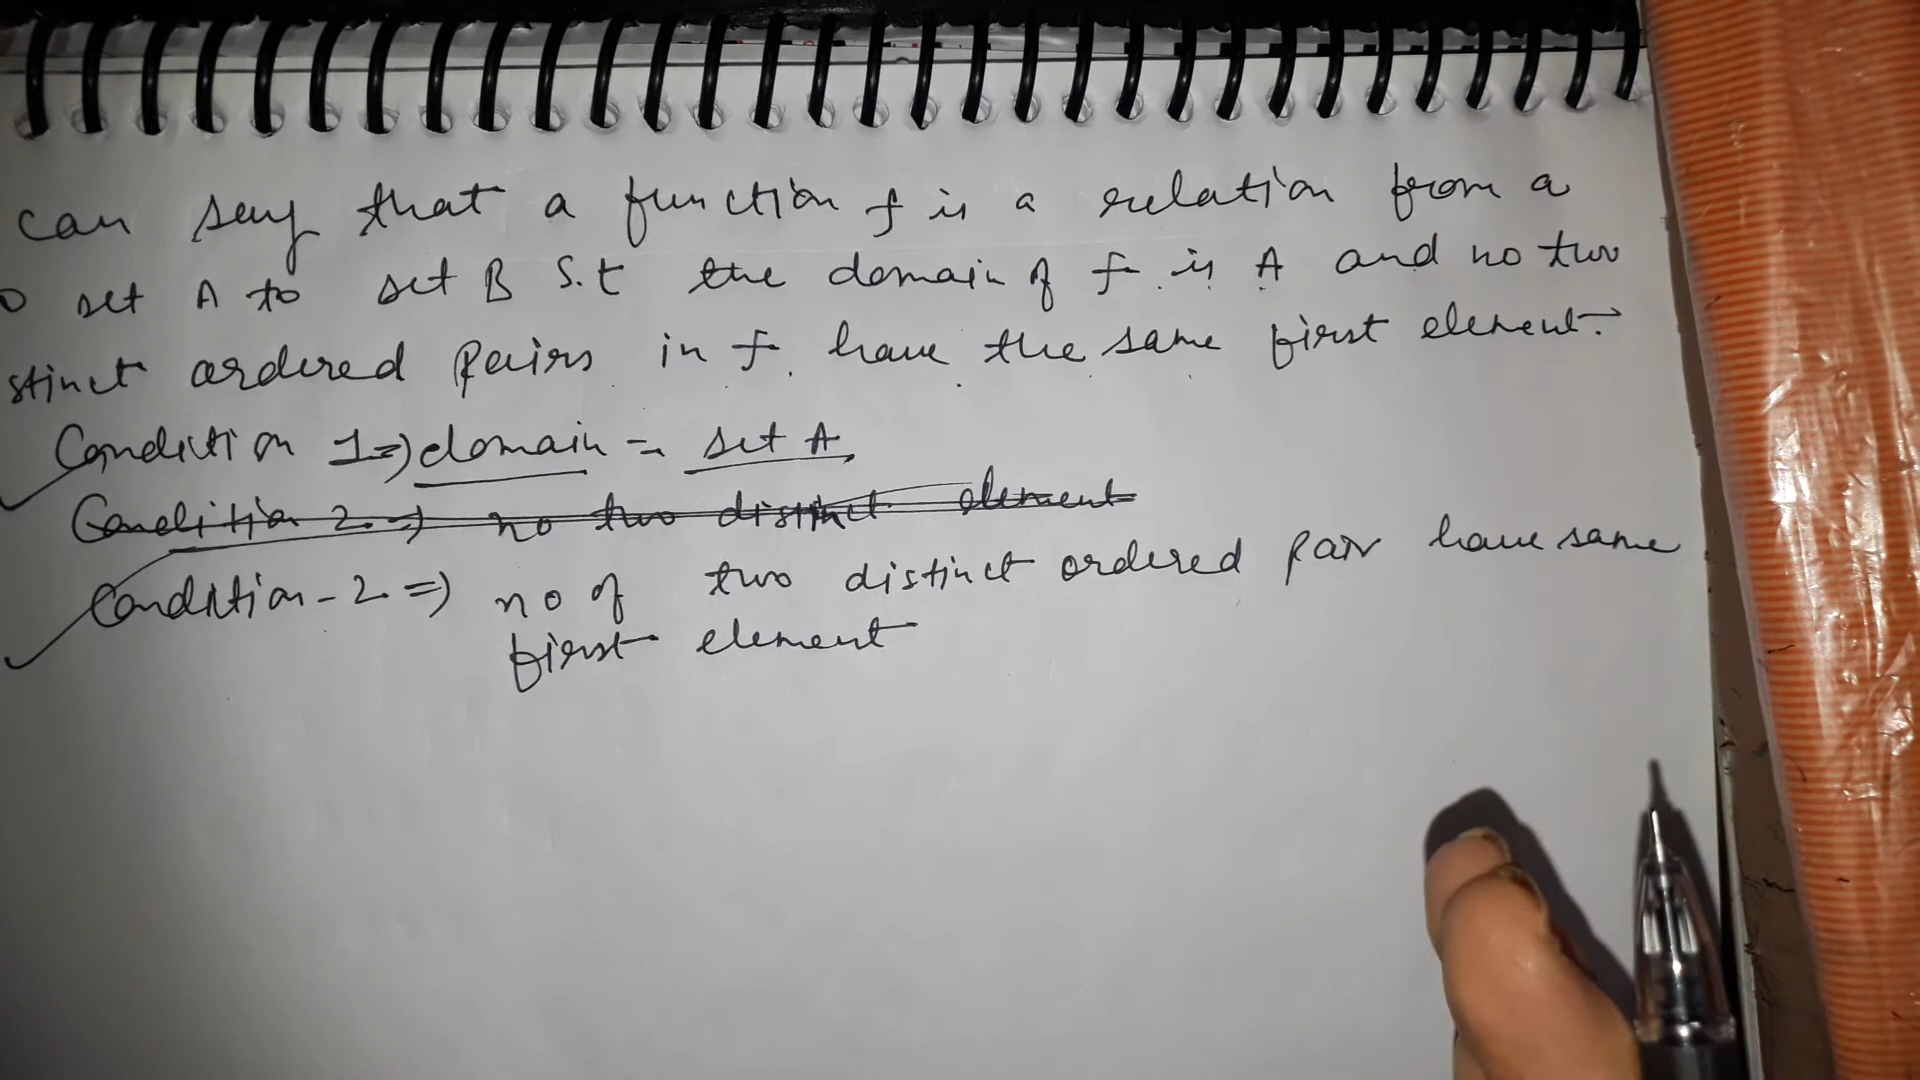 can say that a function f is a relation from a
set A to set B S.t the domain of f is A and no two
stinct ordered pairs in f have the same first element.
Condition 1=> domain = set A,
Condition 2 => no two distinct element
Condition-2 => no of two distinct ordered pair have same
first element